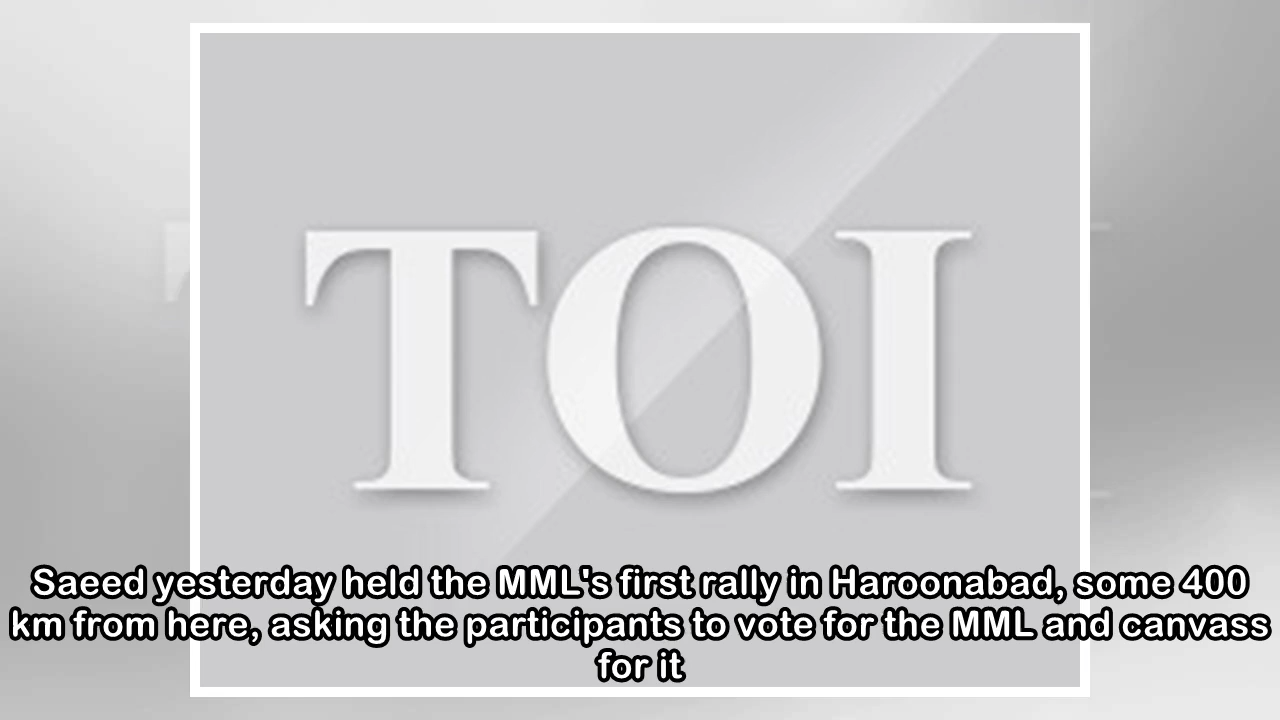 TOI
Saeed yesterday held the MML's first rally in Haroonabad, some 400
km from here, asking the participants to vote for the MML and canvass
for it